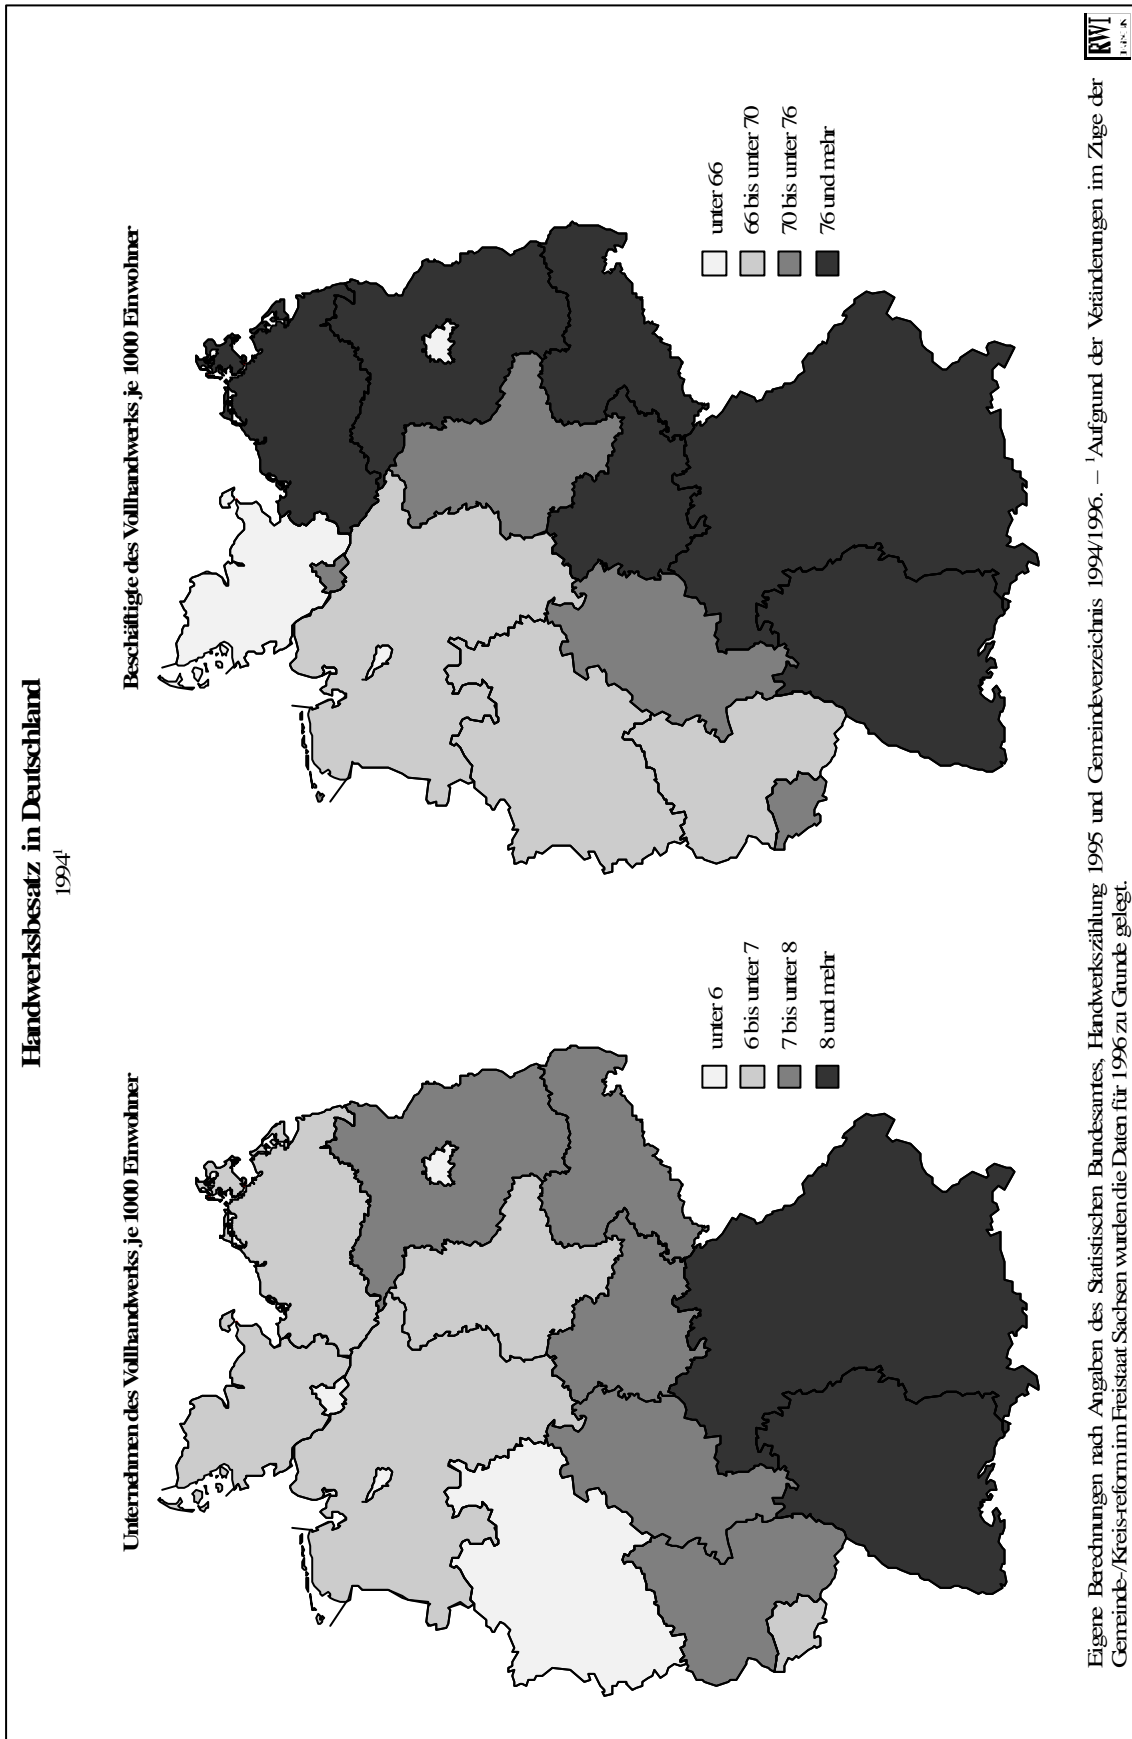 Handwerksbesatz in Deutschland
1994¹
Unternehmen des Vollhandwerks je 1000 Einwohner
unter 6
6 bis unter 7
7 bis unter 8
8 und mehr
Beschäftigte des Vollhandwerks je 1000 Einwohner
unter 66
66 bis unter 70
70 bis unter 76
76 und mehr
Eigene Berechnungen nach Angaben des Statistischen Bundesamtes, Handwerkszählung 1995 und Gemeindeverzeichnis 1994/1996. – ¹Aufgrund der Veränderungen im Zuge der
Gemeinde-/Kreis-reform im Freistaat Sachsen wurden die Daten für 1996 zu Grunde gelegt.
RWI